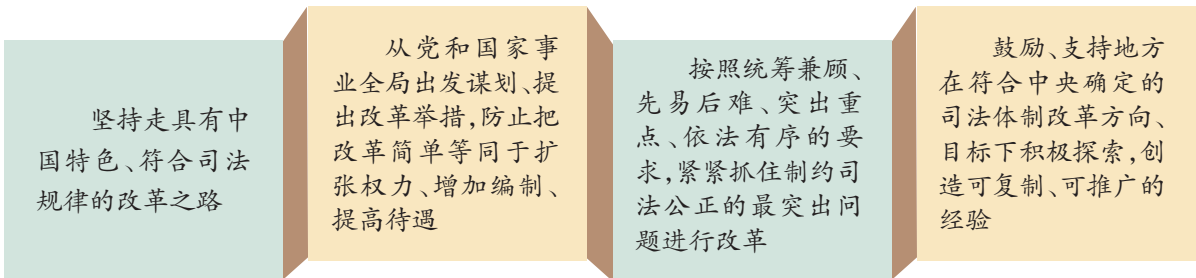 坚持走具有中
国特色、符合司法
规律的改革之路
从党和国家事
业全局出发谋划、提
出改革举措,防止把
改革简单等同于扩
张权力、增加编制、
提高待遇
按照统筹兼顾、
先易后难、突出重
点、依法有序的要
求,紧紧抓住制约司
法公正的最突出问
题进行改革
鼓励、支持地方
在符合中央确定的
司法体制改革方向、
目标下积极探索,创
造可复制、可推广的
经验